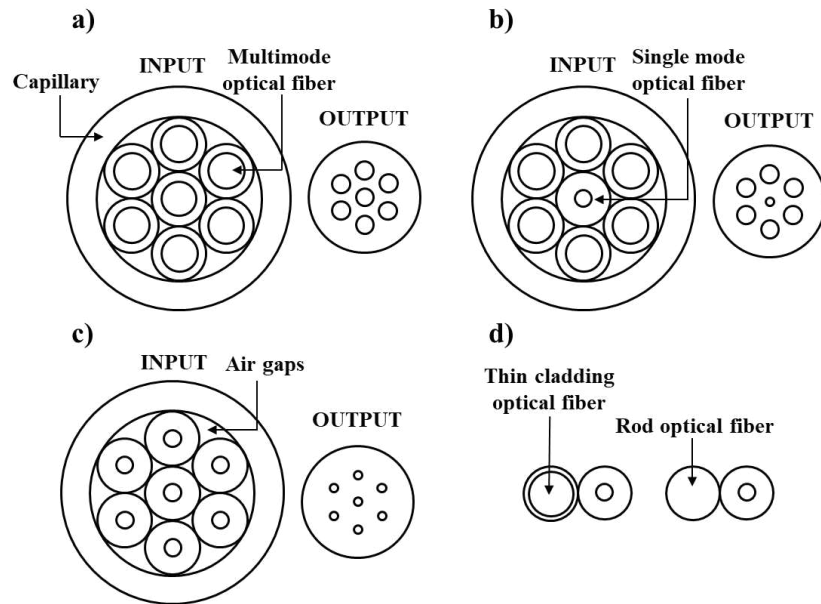 a)
INPUT
Capillary
Multimode
optical fiber
OUTPUT
b)
INPUT
Single mode
optical fiber
OUTPUT
c)
INPUT
Air gaps
OUTPUT
d)
Thin cladding
optical fiber
Rod optical fiber